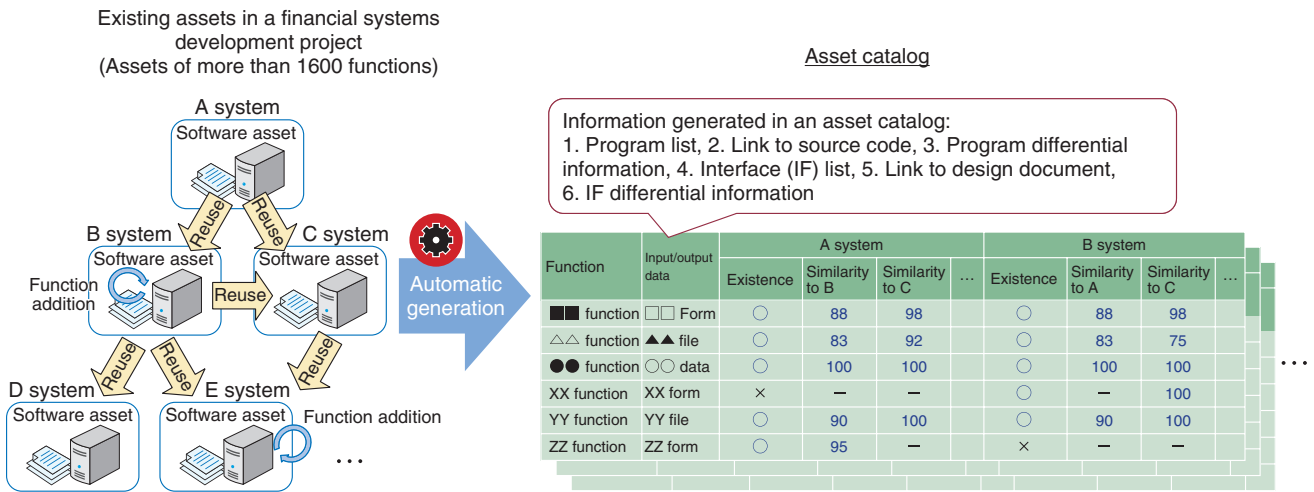 Existing assets in a financial systems
development project
(Assets of more than 1600 functions)
A system
Software asset
Reuse
Reuse
B system
Software asset
Function
addition
Reuse
C system
Software asset
Reuse
Reuse
Reuse
D system
Software asset
E system
Software asset
Function addition
...
Automatic
generation
Asset catalog
Information generated in an asset catalog:
1. Program list, 2. Link to source code, 3. Program differential
information, 4. Interface (IF) list, 5. Link to design document,
6. IF differential information
Function Input/output data A system B system
Existence Similarity to B Similarity to C ... Existence Similarity to A Similarity to C ...
■■ function □□ Form ○ 88 98 ○ 88 98
△△ function ▲▲ file ○ 83 92 ○ 83 75
●● function ○○ data ○ 100 100 ○ 100 100
XX function XX form × – – ○ – 100
YY function YY file ○ 90 100 ○ 90 100
ZZ function ZZ form ○ 95 – × – –
...